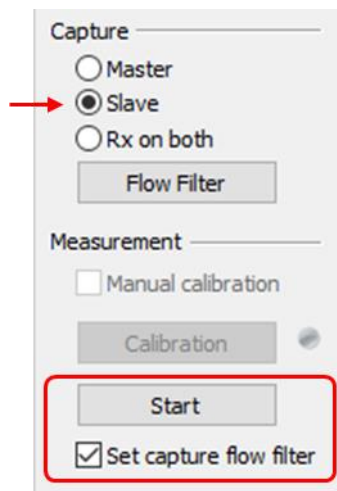 Capture
Master
Slave
Rx on both
Flow Filter
Measurement
Manual calibration
Calibration
Start
Set capture flow filter